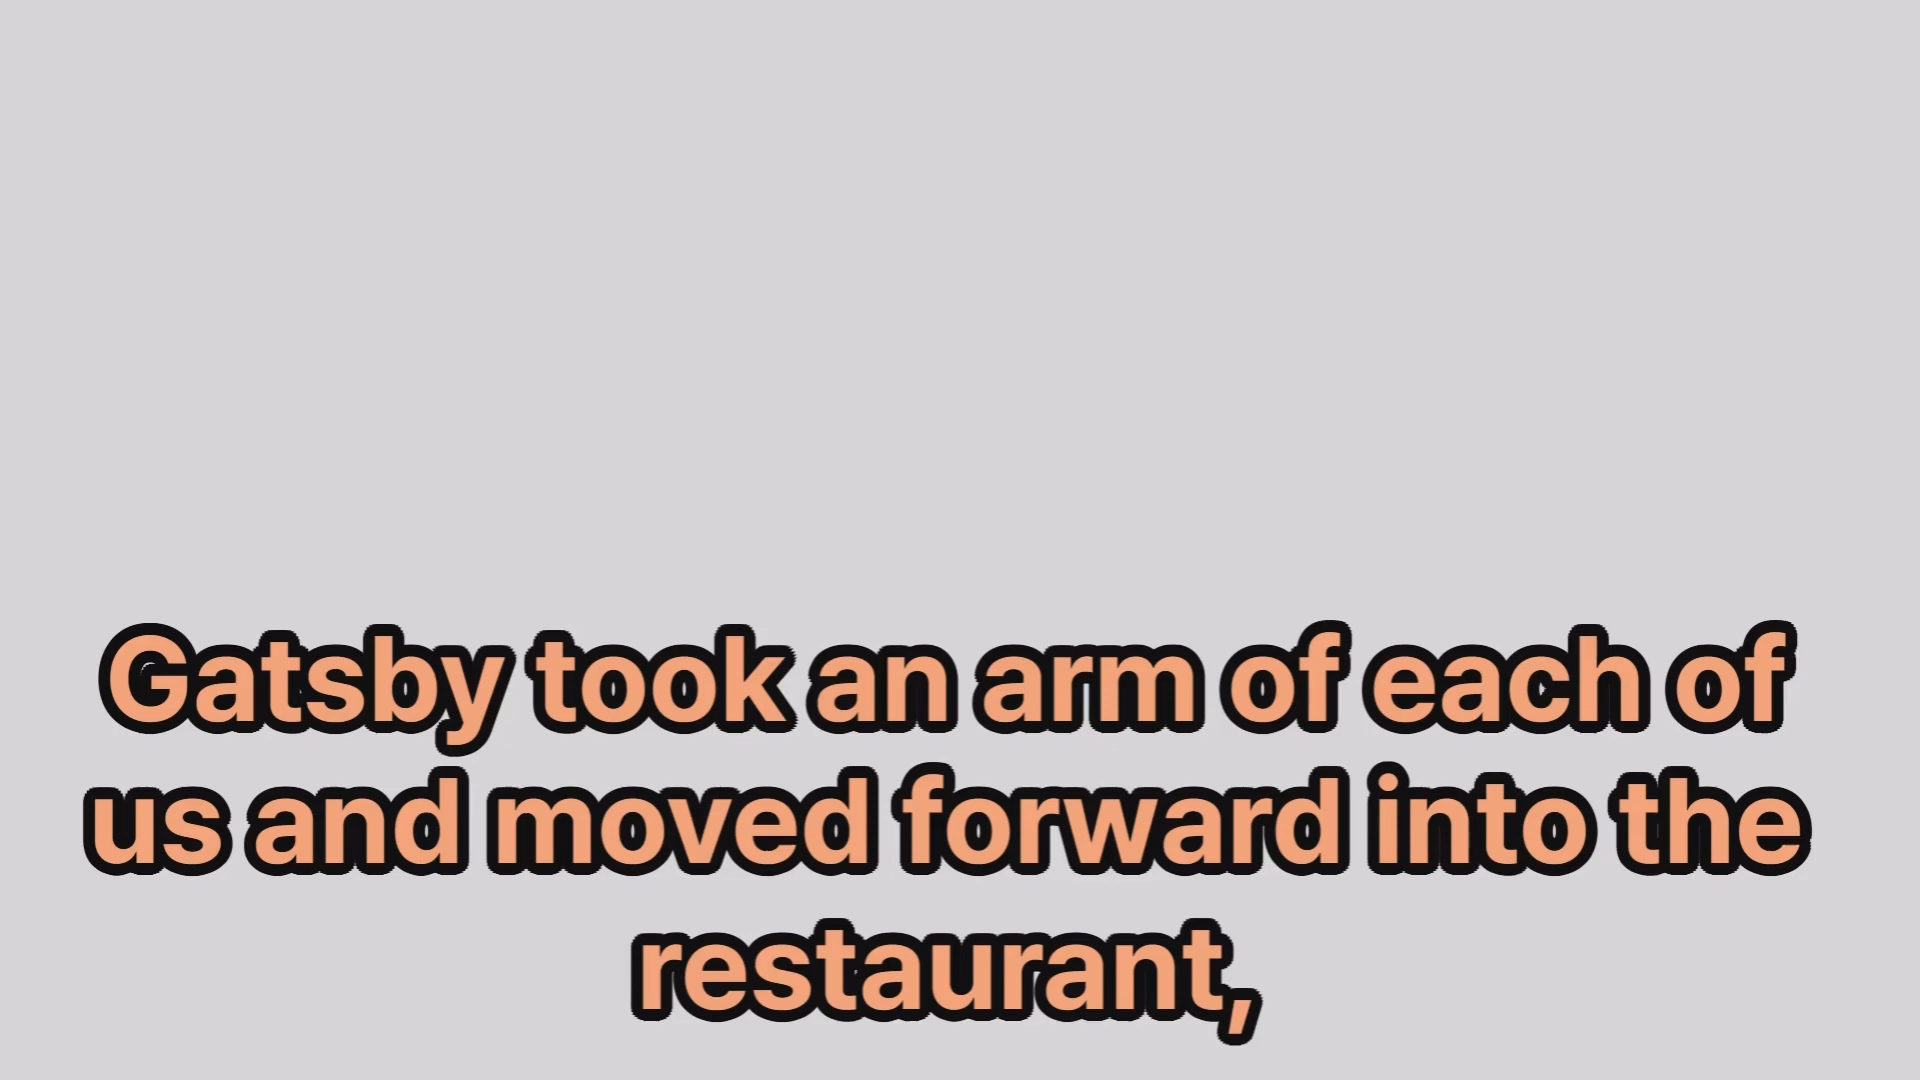 Gatsby took an arm of each of
us and moved forward into the
restaurant,